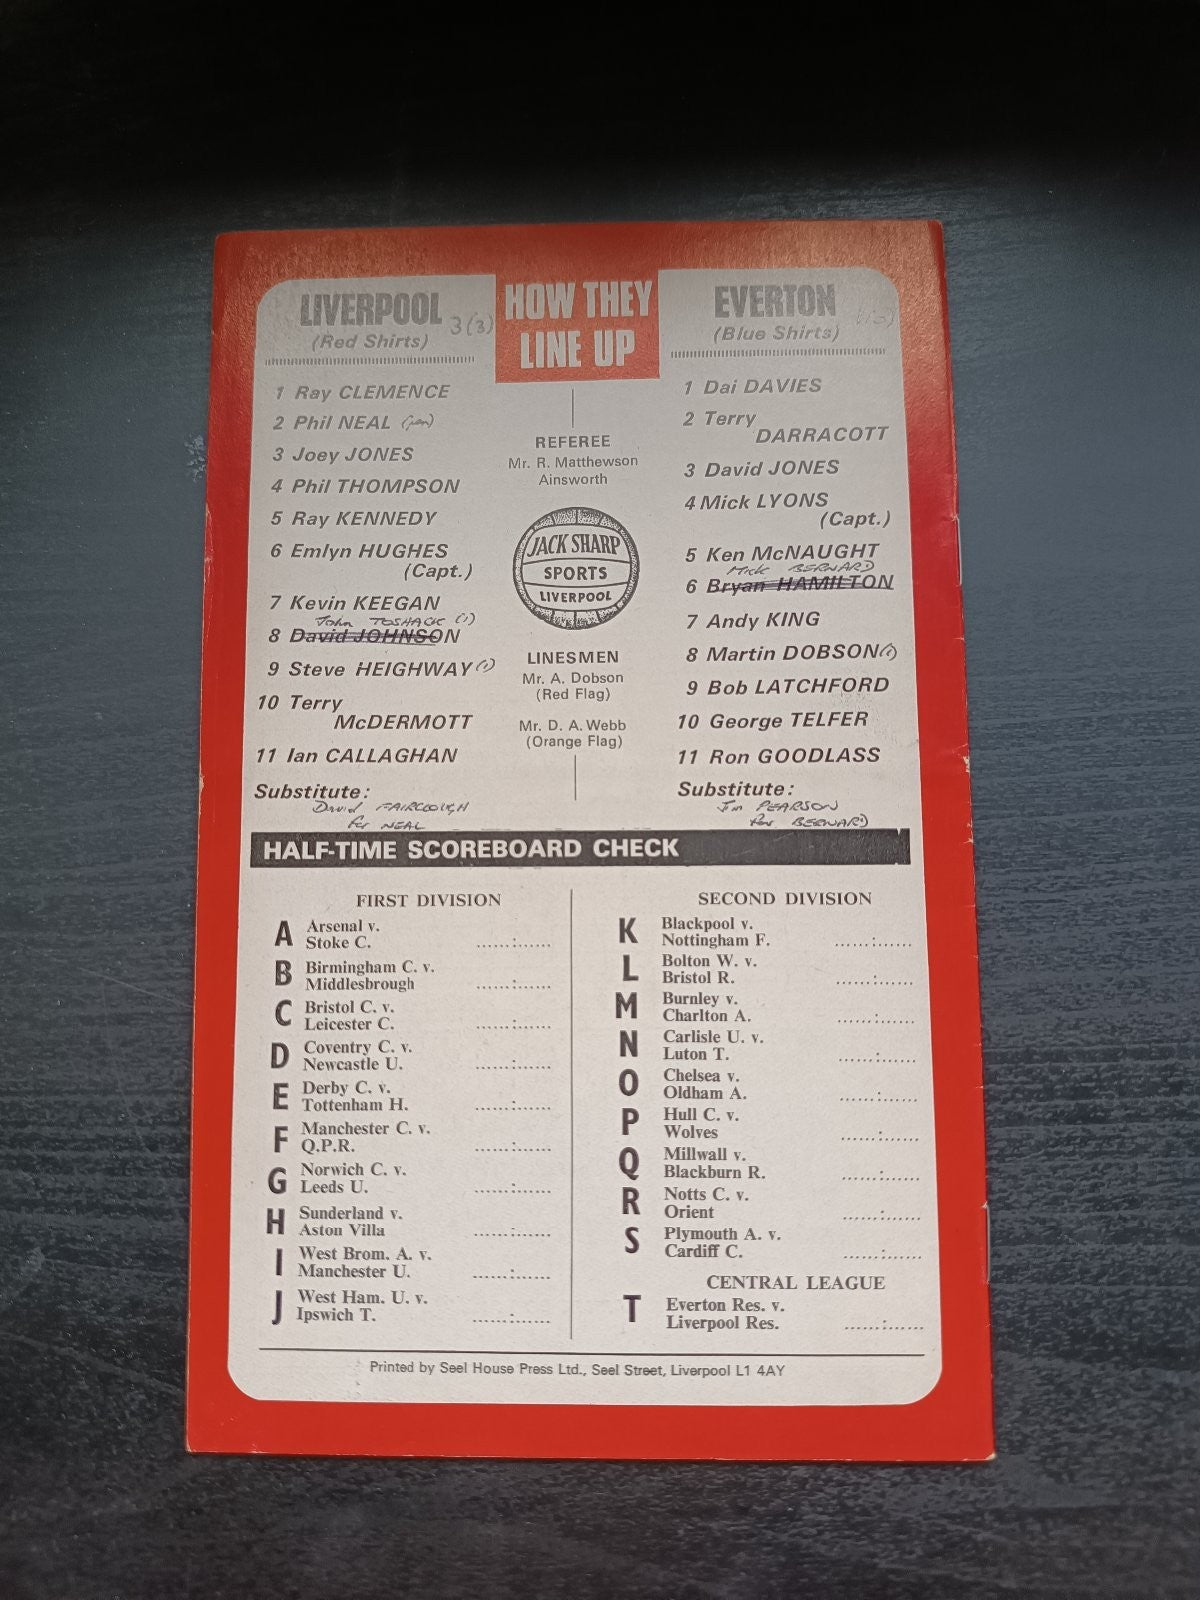 LIVERPOOL 3 (3)
(Red Shirts)
1 Ray CLEMENCE
2 Phil NEAL (pen)
3 Joey JONES
4 Phil THOMPSON
5 Ray KENNEDY
6 Emlyn HUGHES
(Capt.)
7 Kevin KEEGAN
John TOSHACK (1)
8 David JOHNSON
9 Steve HEIGHWAY (1)
10 Terry
McDERMOTT
11 Ian CALLAGHAN
Substitute:
David FAIRCLOUGH
for NEAL
HOW THEY
LINE UP
REFEREE
Mr. R. Matthewson
Ainsworth
JACK SHARP
SPORTS
LIVERPOOL
LINESMEN
Mr. A. Dobson
(Red Flag)
Mr. D. A. Webb
(Orange Flag)
EVERTON
(Blue Shirts)
1 Dai DAVIES
2 Terry
DARRACOTT
3 David JONES
4 Mick LYONS
(Capt.)
5 Ken McNAUGHT
Mick BERNARD
6 Bryan HAMILTON
7 Andy KING
8 Martin DOBSON (1)
9 Bob LATCHFORD
10 George TELFER
11 Ron GOODLASS
Substitute:
Jim PEARSON
for BERNARD
HALF-TIME SCOREBOARD CHECK
FIRST DIVISION
A Arsenal v.
Stoke C. ......:......
B Birmingham C. v.
Middlesbrough ......:......
C Bristol C. v.
Leicester C. ......:......
D Coventry C. v.
Newcastle U. ......:......
E Derby C. v.
Tottenham H. ......:......
F Manchester C. v.
Q.P.R. ......:......
G Norwich C. v.
Leeds U. ......:......
H Sunderland v.
Aston Villa ......:......
I West Brom. A. v.
Manchester U. ......:......
J West Ham. U. v.
Ipswich T. ......:......
SECOND DIVISION
K Blackpool v.
Nottingham F. ......:......
L Bolton W. v.
Bristol R. ......:......
M Burnley v.
Charlton A. ......:......
N Carlisle U. v.
Luton T. ......:......
O Chelsea v.
Oldham A. ......:......
P Hull C. v.
Wolves ......:......
Q Millwall v.
Blackburn R. ......:......
R Notts C. v.
Orient ......:......
S Plymouth A. v.
Cardiff C. ......:......
CENTRAL LEAGUE
T Everton Res. v.
Liverpool Res. ......:......
Printed by Seel House Press Ltd., Seel Street, Liverpool L1 4AY